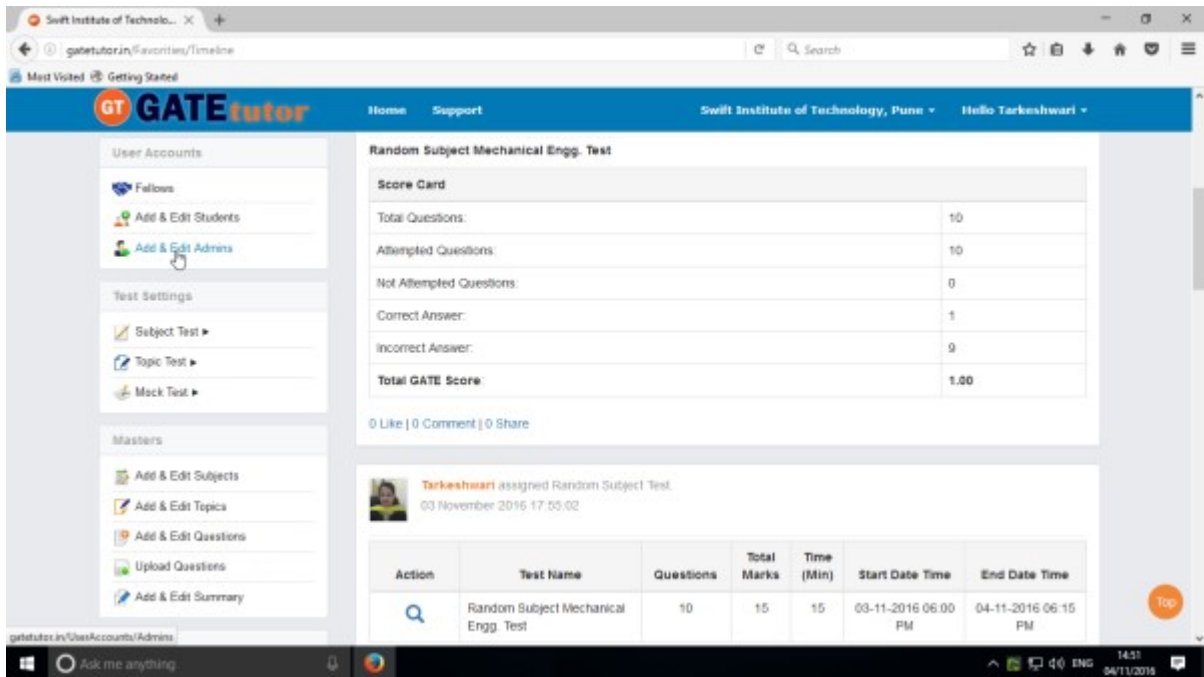 Swift Institute of Technolo...
gatetutor.in/Favorities/Timeline
Search
Most Visited Getting Started
GT GATEtutor Home Support Swift Institute of Technology, Pune Hello Tarkeshwari
User Accounts
Fellows
Add & Edit Students
Add & Edit Admins
Test Settings
Subject Test
Topic Test
Mock Test
Masters
Add & Edit Subjects
Add & Edit Topics
Add & Edit Questions
Upload Questions
Add & Edit Summary
Random Subject Mechanical Engg. Test
Score Card
Total Questions: 10
Attempted Questions: 10
Not Attempted Questions: 0
Correct Answer: 1
Incorrect Answer: 9
Total GATE Score: 1.00
0 Like | 0 Comment | 0 Share
Tarkeshwari assigned Random Subject Test.
03 November 2016 17:55:02
Action Test Name Questions Total Marks Time (Min) Start Date Time End Date Time
Random Subject Mechanical 10 15 15 03-11-2016 06:00 04-11-2016 06:15
Engg. Test PM PM
Top
gatetutor.in/UserAccounts/Admins
Ask me anything
ENG
14:51
04/11/2016